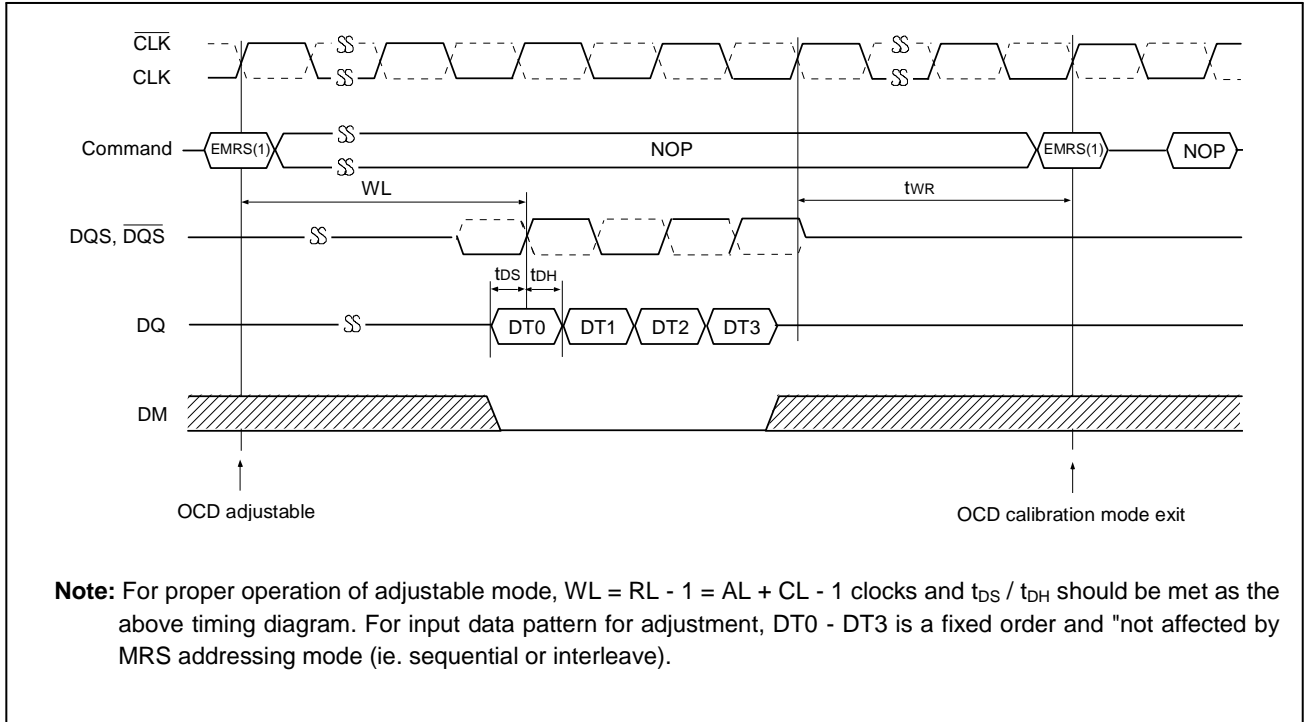 CLK
CLK
Command
EMRS(1)
NOP
EMRS(1)
NOP
WL
tWR
DQS, DQS
tDS
tDH
DQ
DT0
DT1
DT2
DT3
DM
OCD adjustable
OCD calibration mode exit
Note: For proper operation of adjustable mode, WL = RL - 1 = AL + CL - 1 clocks and tDS / tDH should be met as the
above timing diagram. For input data pattern for adjustment, DT0 - DT3 is a fixed order and "not affected by
MRS addressing mode (ie. sequential or interleave).